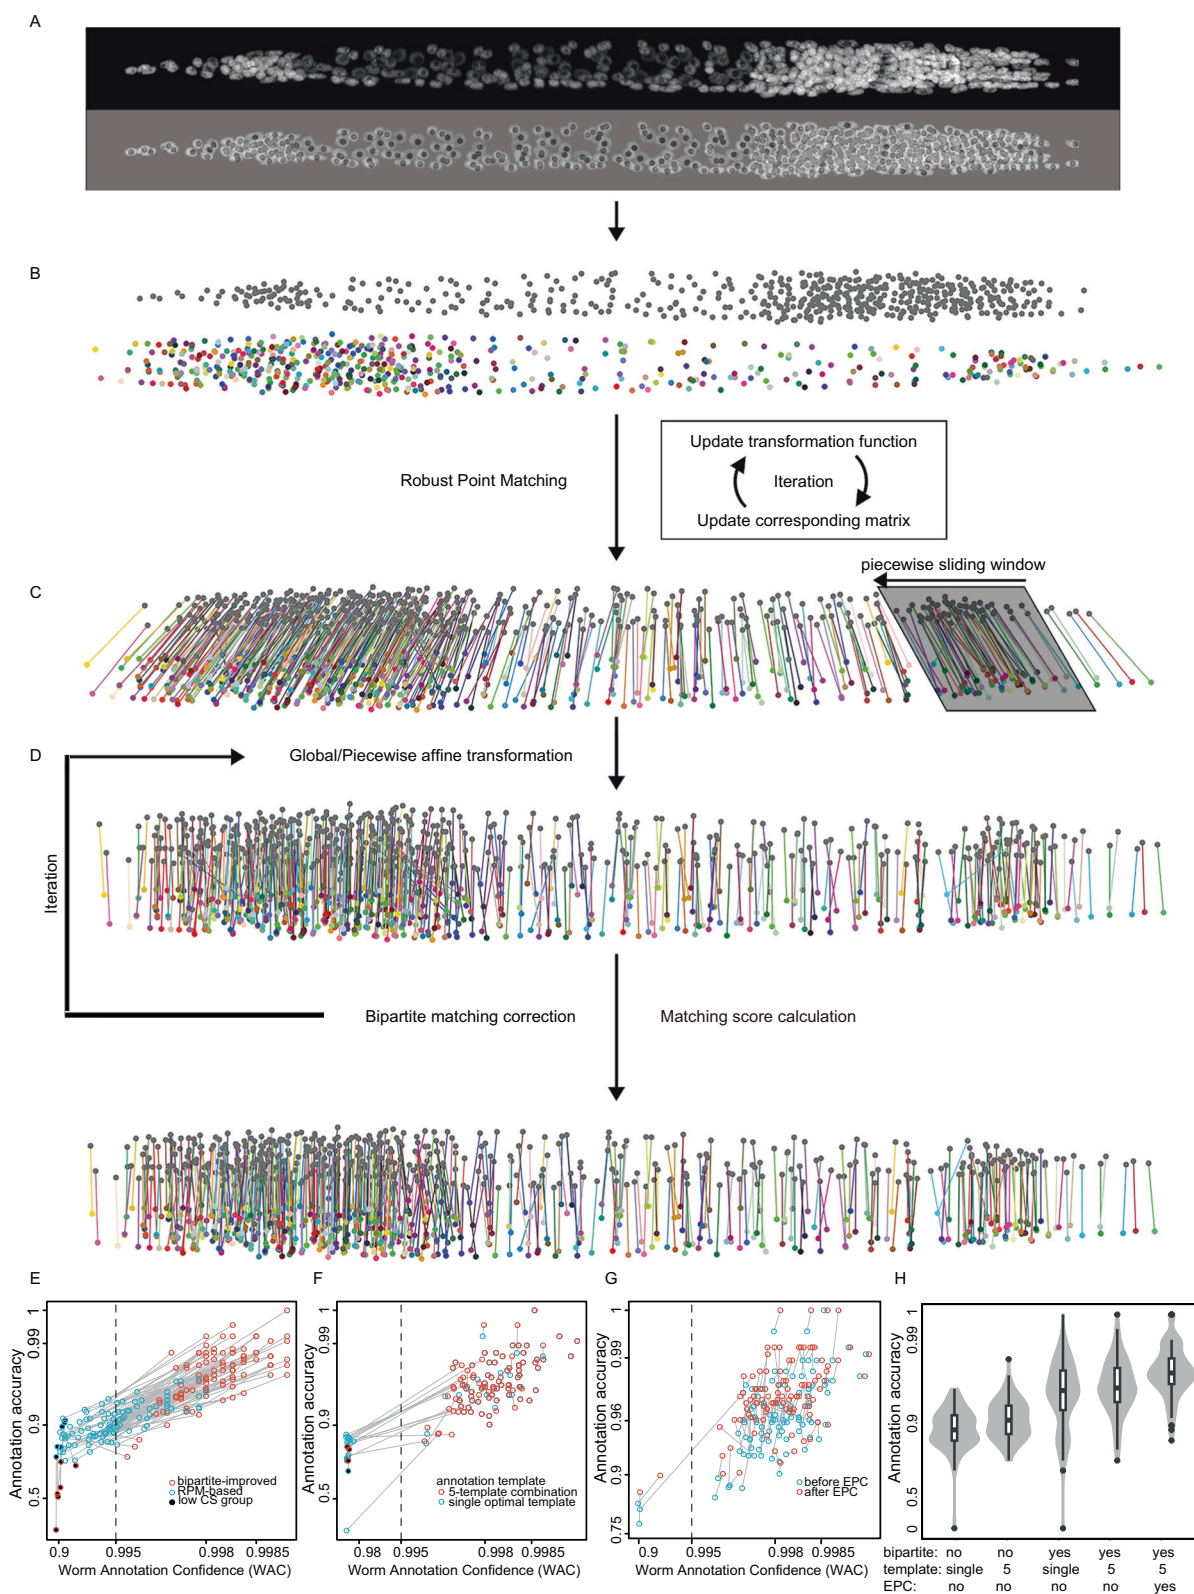 A
B
Robust Point Matching
Update transformation function
Iteration
Update corresponding matrix
piecewise sliding window
C
D
Global/Piecewise affine transformation
Iteration
Bipartite matching correction
Matching score calculation
E
Annotation accuracy
1
0.99
0.9
0.5
bipartite-improved
RPM-based
low CS group
0.9
0.995
0.998
0.9985
Worm Annotation Confidence (WAC)
F
Annotation accuracy
1
0.99
0.9
0.5
annotation template
5-template combination
single optimal template
0.98
0.995
0.998
0.9985
Worm Annotation Confidence (WAC)
G
Annotation accuracy
1
0.99
0.96
0.9
0.75
before EPC
after EPC
0.9
0.995
0.998
0.9985
Worm Annotation Confidence (WAC)
H
Annotation accuracy
1
0.99
0.9
0.5
0
bipartite: no no yes yes yes
template: single 5 single 5 5
EPC: no no no no yes